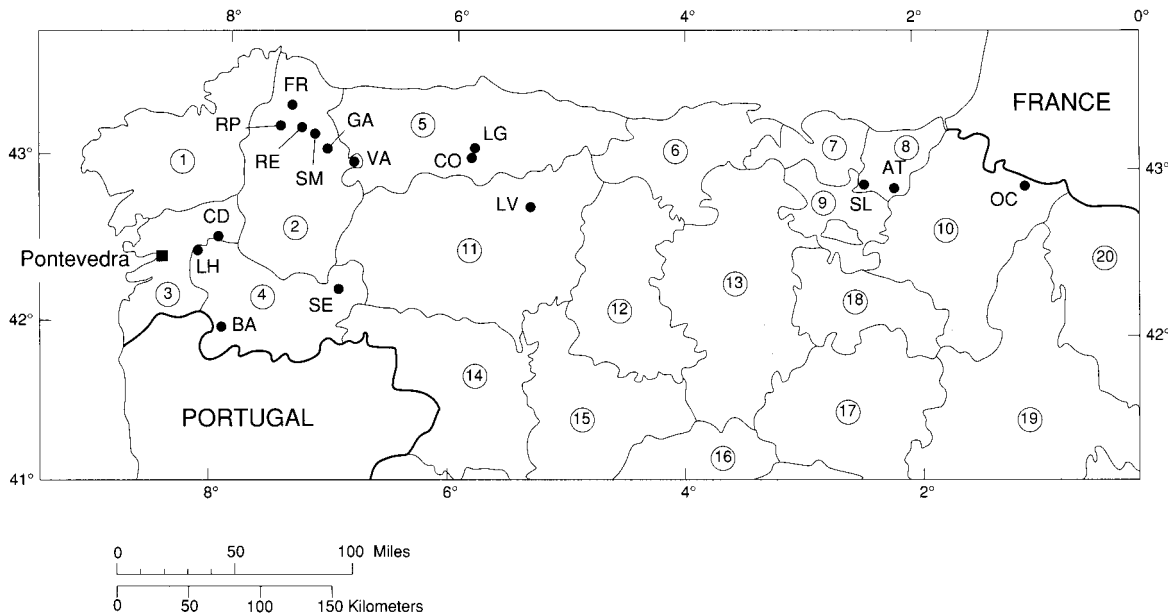 8° 6° 4° 2° 0°
FR
FRANCE
RP GA
5 LG
7 8
43° 1 RE VA CO 6 AT 43°
SM
LV 9 SL OC
CD 2 10
Pontevedra 11 20
LH 13
3 4 SE 12 18
42° BA 42°
14
PORTUGAL 15 17 19
16
41° 41°
8° 6° 4° 2° 0°
0 50 100 Miles
0 50 100 150 Kilometers